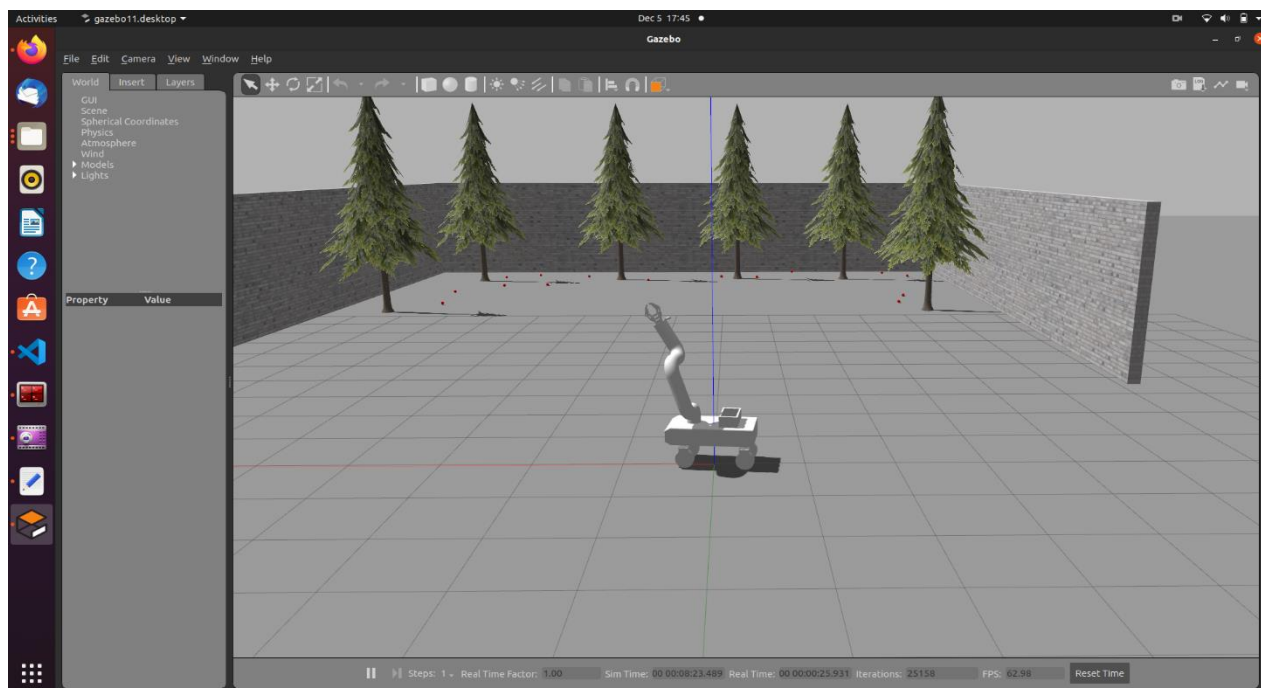 Activities gazebo11.desktop Dec 5 17:45
Gazebo
File Edit Camera View Window Help
World Insert Layers
GUI
Scene
Spherical Coordinates
Physics
Atmosphere
Wind
Models
Lights
Property Value
Steps: 1 Real Time Factor: 1.00 Sim Time: 00 00:08:23.489 Real Time: 00 00:00:25.931 Iterations: 25158 FPS: 62.98 Reset Time